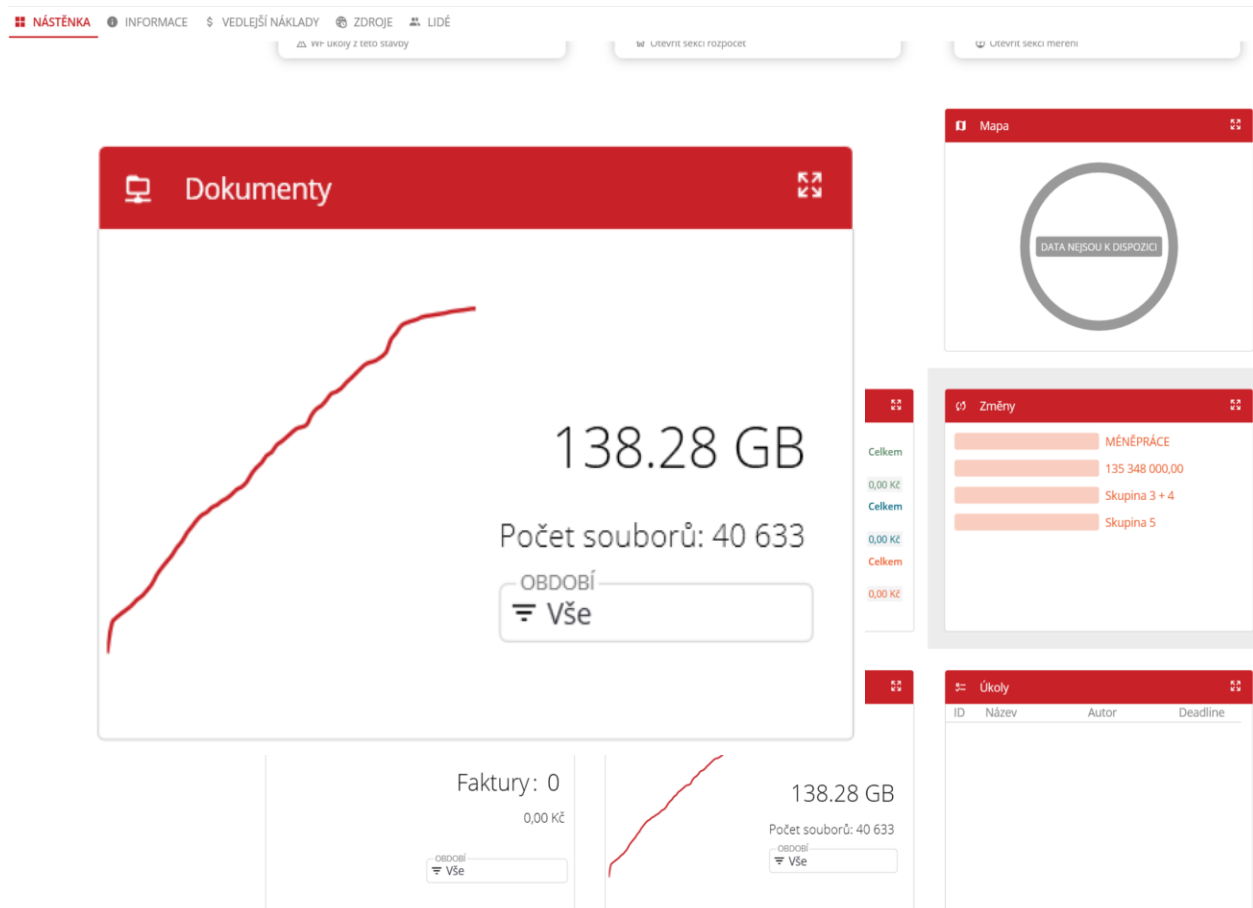 NÁSTĚNKA INFORMACE VEDLEJŠÍ NÁKLADY ZDROJE LIDÉ
WF úkoly z této stavby
Otevřít sekci rozpočet
Otevřít sekci měření
Mapa
DATA NEJSOU K DISPOZICI
Dokumenty
138.28 GB
Počet souborů: 40 633
OBDOBÍ
Vše
Celkem
0,00 Kč
Celkem
0,00 Kč
Celkem
0,00 Kč
Změny
MÉNĚPRÁCE
135 348 000,00
Skupina 3 + 4
Skupina 5
Faktury: 0
0,00 Kč
OBDOBÍ
Vše
138.28 GB
Počet souborů: 40 633
OBDOBÍ
Vše
Úkoly
ID Název Autor Deadline